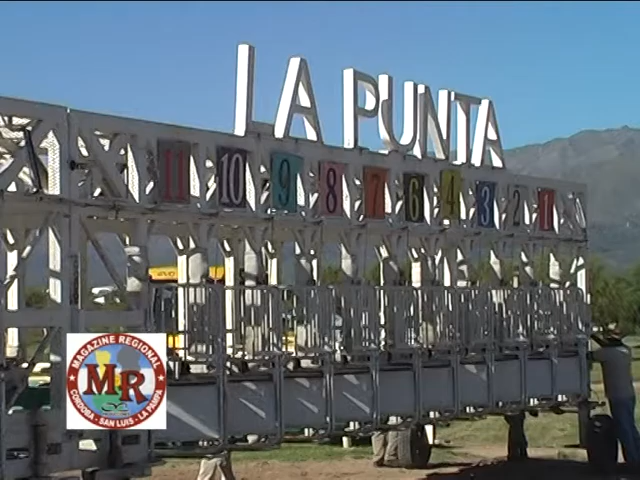 LA PUNTA
11 10 9 8 7 6 4 3 2 1
MAGAZINE REGIONAL
MR
CORDOBA - SAN LUIS - LA PAMPA